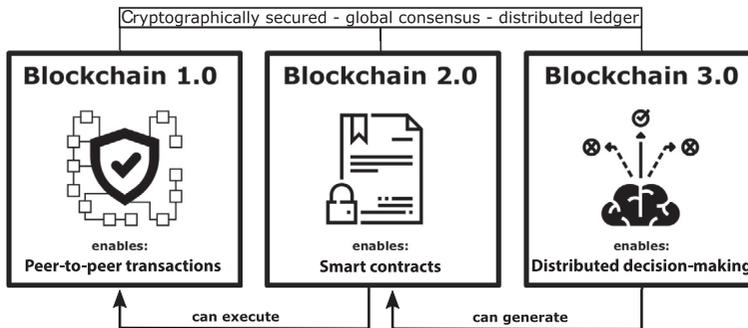 Cryptographically secured - global consensus - distributed ledger
Blockchain 1.0
Blockchain 2.0
Blockchain 3.0
enables:
enables:
enables:
Peer-to-peer transactions
Smart contracts
Distributed decision-making
can execute
can generate